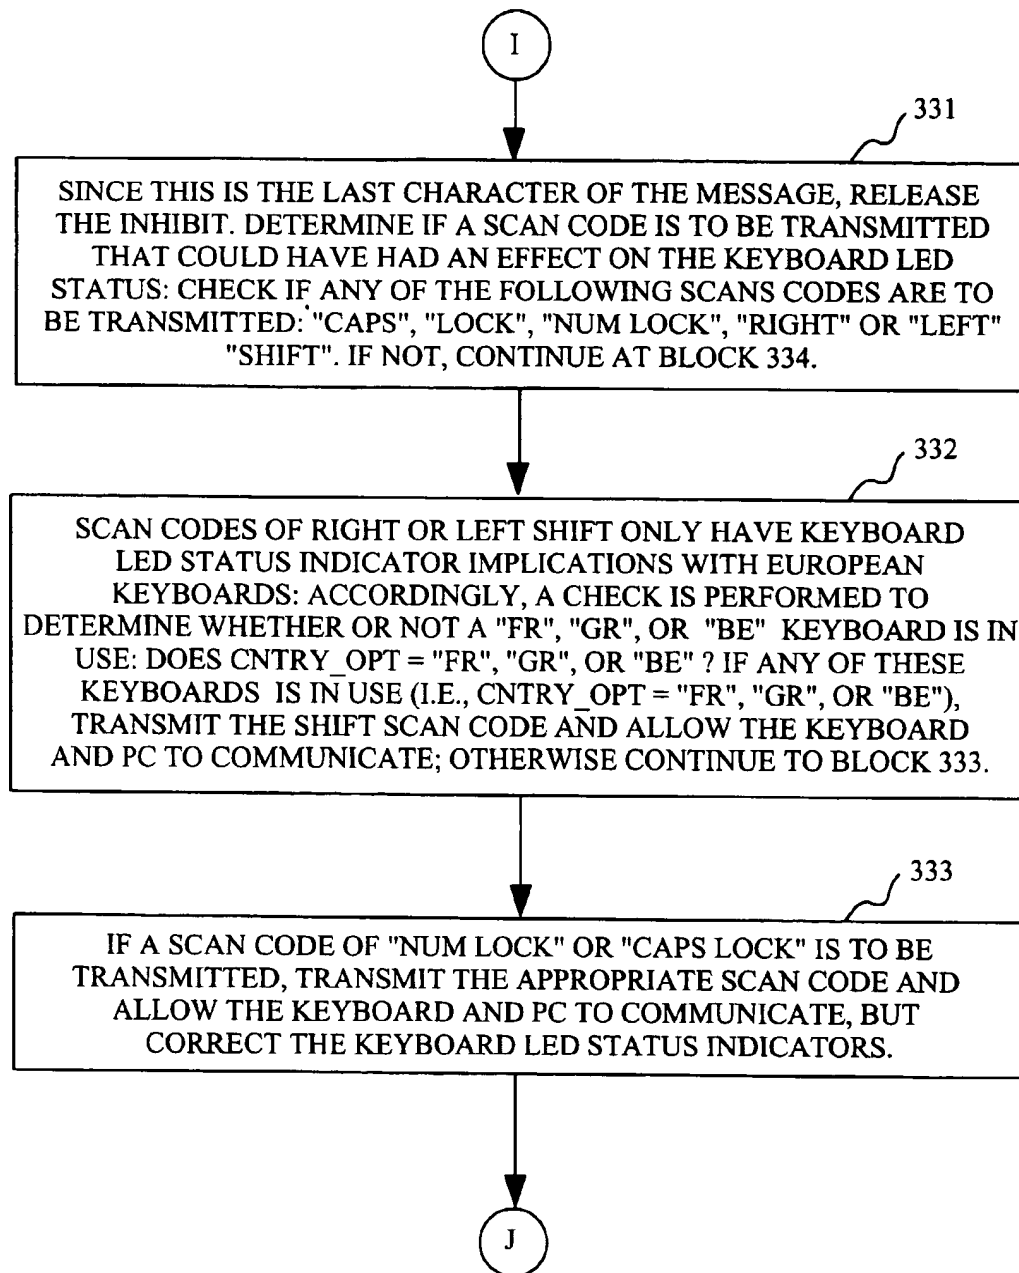 I
331
SINCE THIS IS THE LAST CHARACTER OF THE MESSAGE, RELEASE
THE INHIBIT. DETERMINE IF A SCAN CODE IS TO BE TRANSMITTED
THAT COULD HAVE HAD AN EFFECT ON THE KEYBOARD LED
STATUS: CHECK IF ANY OF THE FOLLOWING SCANS CODES ARE TO
BE TRANSMITTED: "CAPS", "LOCK", "NUM LOCK", "RIGHT" OR "LEFT"
"SHIFT". IF NOT, CONTINUE AT BLOCK 334.
332
SCAN CODES OF RIGHT OR LEFT SHIFT ONLY HAVE KEYBOARD
LED STATUS INDICATOR IMPLICATIONS WITH EUROPEAN
KEYBOARDS: ACCORDINGLY, A CHECK IS PERFORMED TO
DETERMINE WHETHER OR NOT A "FR", "GR", OR "BE" KEYBOARD IS IN
USE: DOES CNTRY_OPT = "FR", "GR", OR "BE" ? IF ANY OF THESE
KEYBOARDS IS IN USE (I.E., CNTRY_OPT = "FR", "GR", OR "BE"),
TRANSMIT THE SHIFT SCAN CODE AND ALLOW THE KEYBOARD
AND PC TO COMMUNICATE; OTHERWISE CONTINUE TO BLOCK 333.
333
IF A SCAN CODE OF "NUM LOCK" OR "CAPS LOCK" IS TO BE
TRANSMITTED, TRANSMIT THE APPROPRIATE SCAN CODE AND
ALLOW THE KEYBOARD AND PC TO COMMUNICATE, BUT
CORRECT THE KEYBOARD LED STATUS INDICATORS.
J